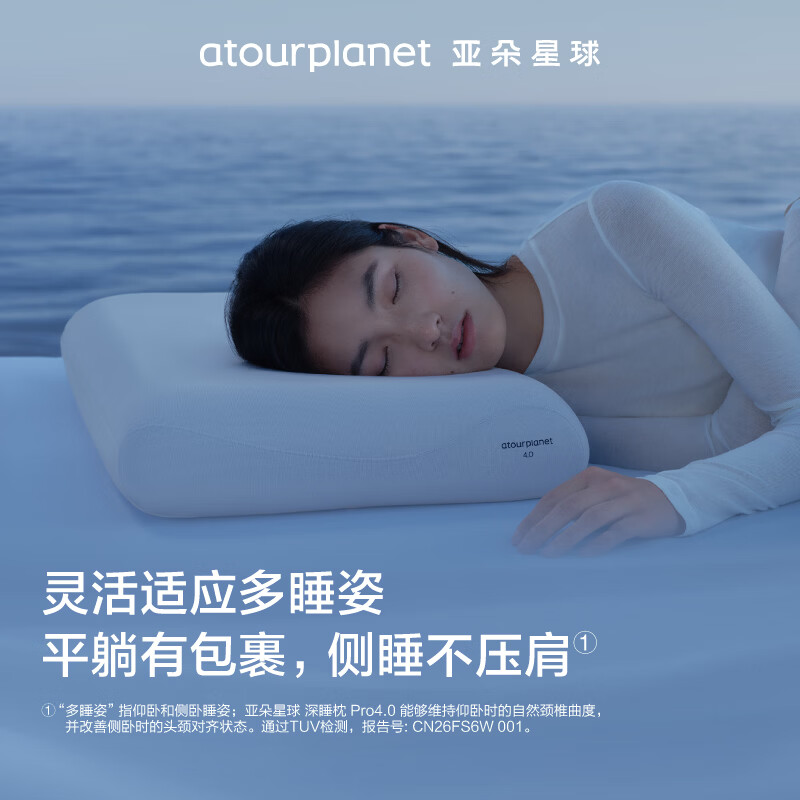 atourplanet 亚朵星球
atourplanet
4.0
灵活适应多睡姿
平躺有包裹，侧睡不压肩①
①“多睡姿”指仰卧和侧卧睡姿；亚朵星球 深睡枕 Pro4.0 能够维持仰卧时的自然颈椎曲度，
并改善侧卧时的头颈对齐状态。通过TUV检测，报告号: CN26FS6W 001。